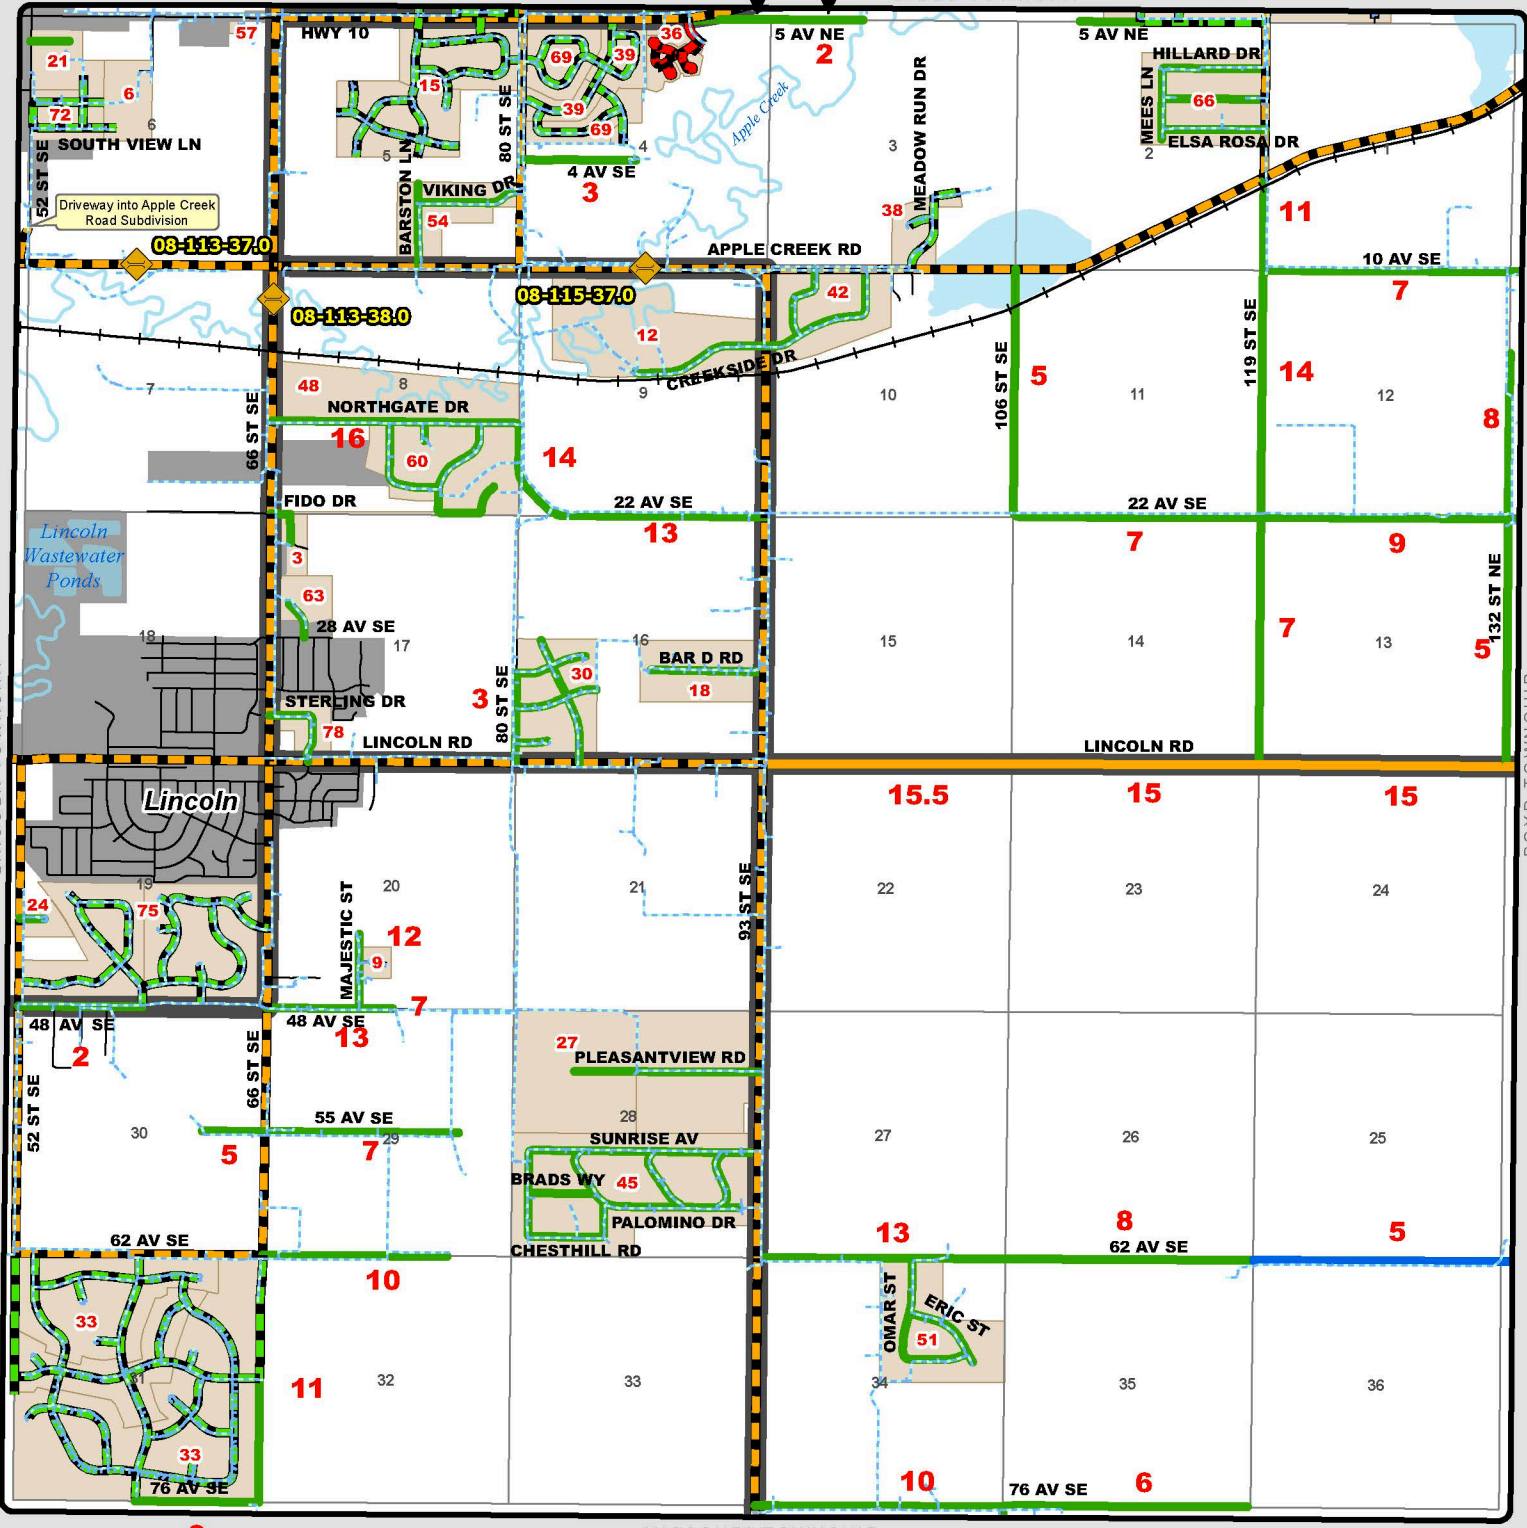 57
HWY 10
36
5 AV NE
2
5 AV NE
HILLARD DR
21
69
39
15
6
72
6
39
69
MEES LN
66
SOUTH VIEW LN
52 ST SE
5
80 ST SE
4
Apple Creek
3
MEADOW RUN DR
2
ELSA ROSA DR
1
4 AV SE
3
BARSTON LN
VIKING DR
54
38
11
Driveway into Apple Creek
Road Subdivision
08-113-37.0
APPLE CREEK RD
10 AV SE
7
08-113-38.0
08-115-37.0
42
12
CREEKSIDE DR
106 ST SE
5
119 ST SE
14
7
48
8
9
10
11
12
8
66 ST SE
NORTHGATE DR
16
60
14
FIDO DR
22 AV SE
13
22 AV SE
7
9
Lincoln
Wastewater
Ponds
3
63
132 ST NE
18
28 AV SE
17
16
15
14
7
13
5
BAR D RD
30
18
STERLING DR
3
80 ST SE
78
LINCOLN RD
LINCOLN RD
Lincoln
15.5
15
15
19
20
21
22
23
24
24
75
MAJESTIC ST
12
9
93 ST SE
48 AV SE
2
48 AV SE
7
13
27
PLEASANTVIEW RD
52 ST SE
66 ST SE
55 AV SE
28
30
29
27
26
25
5
7
SUNRISE AV
BRADS WY
45
PALOMINO DR
CHESTHILL RD
62 AV SE
10
13
8
62 AV SE
5
33
OMAR ST
ERIC ST
51
31
11
32
33
34
35
36
33
76 AV SE
10
76 AV SE
6